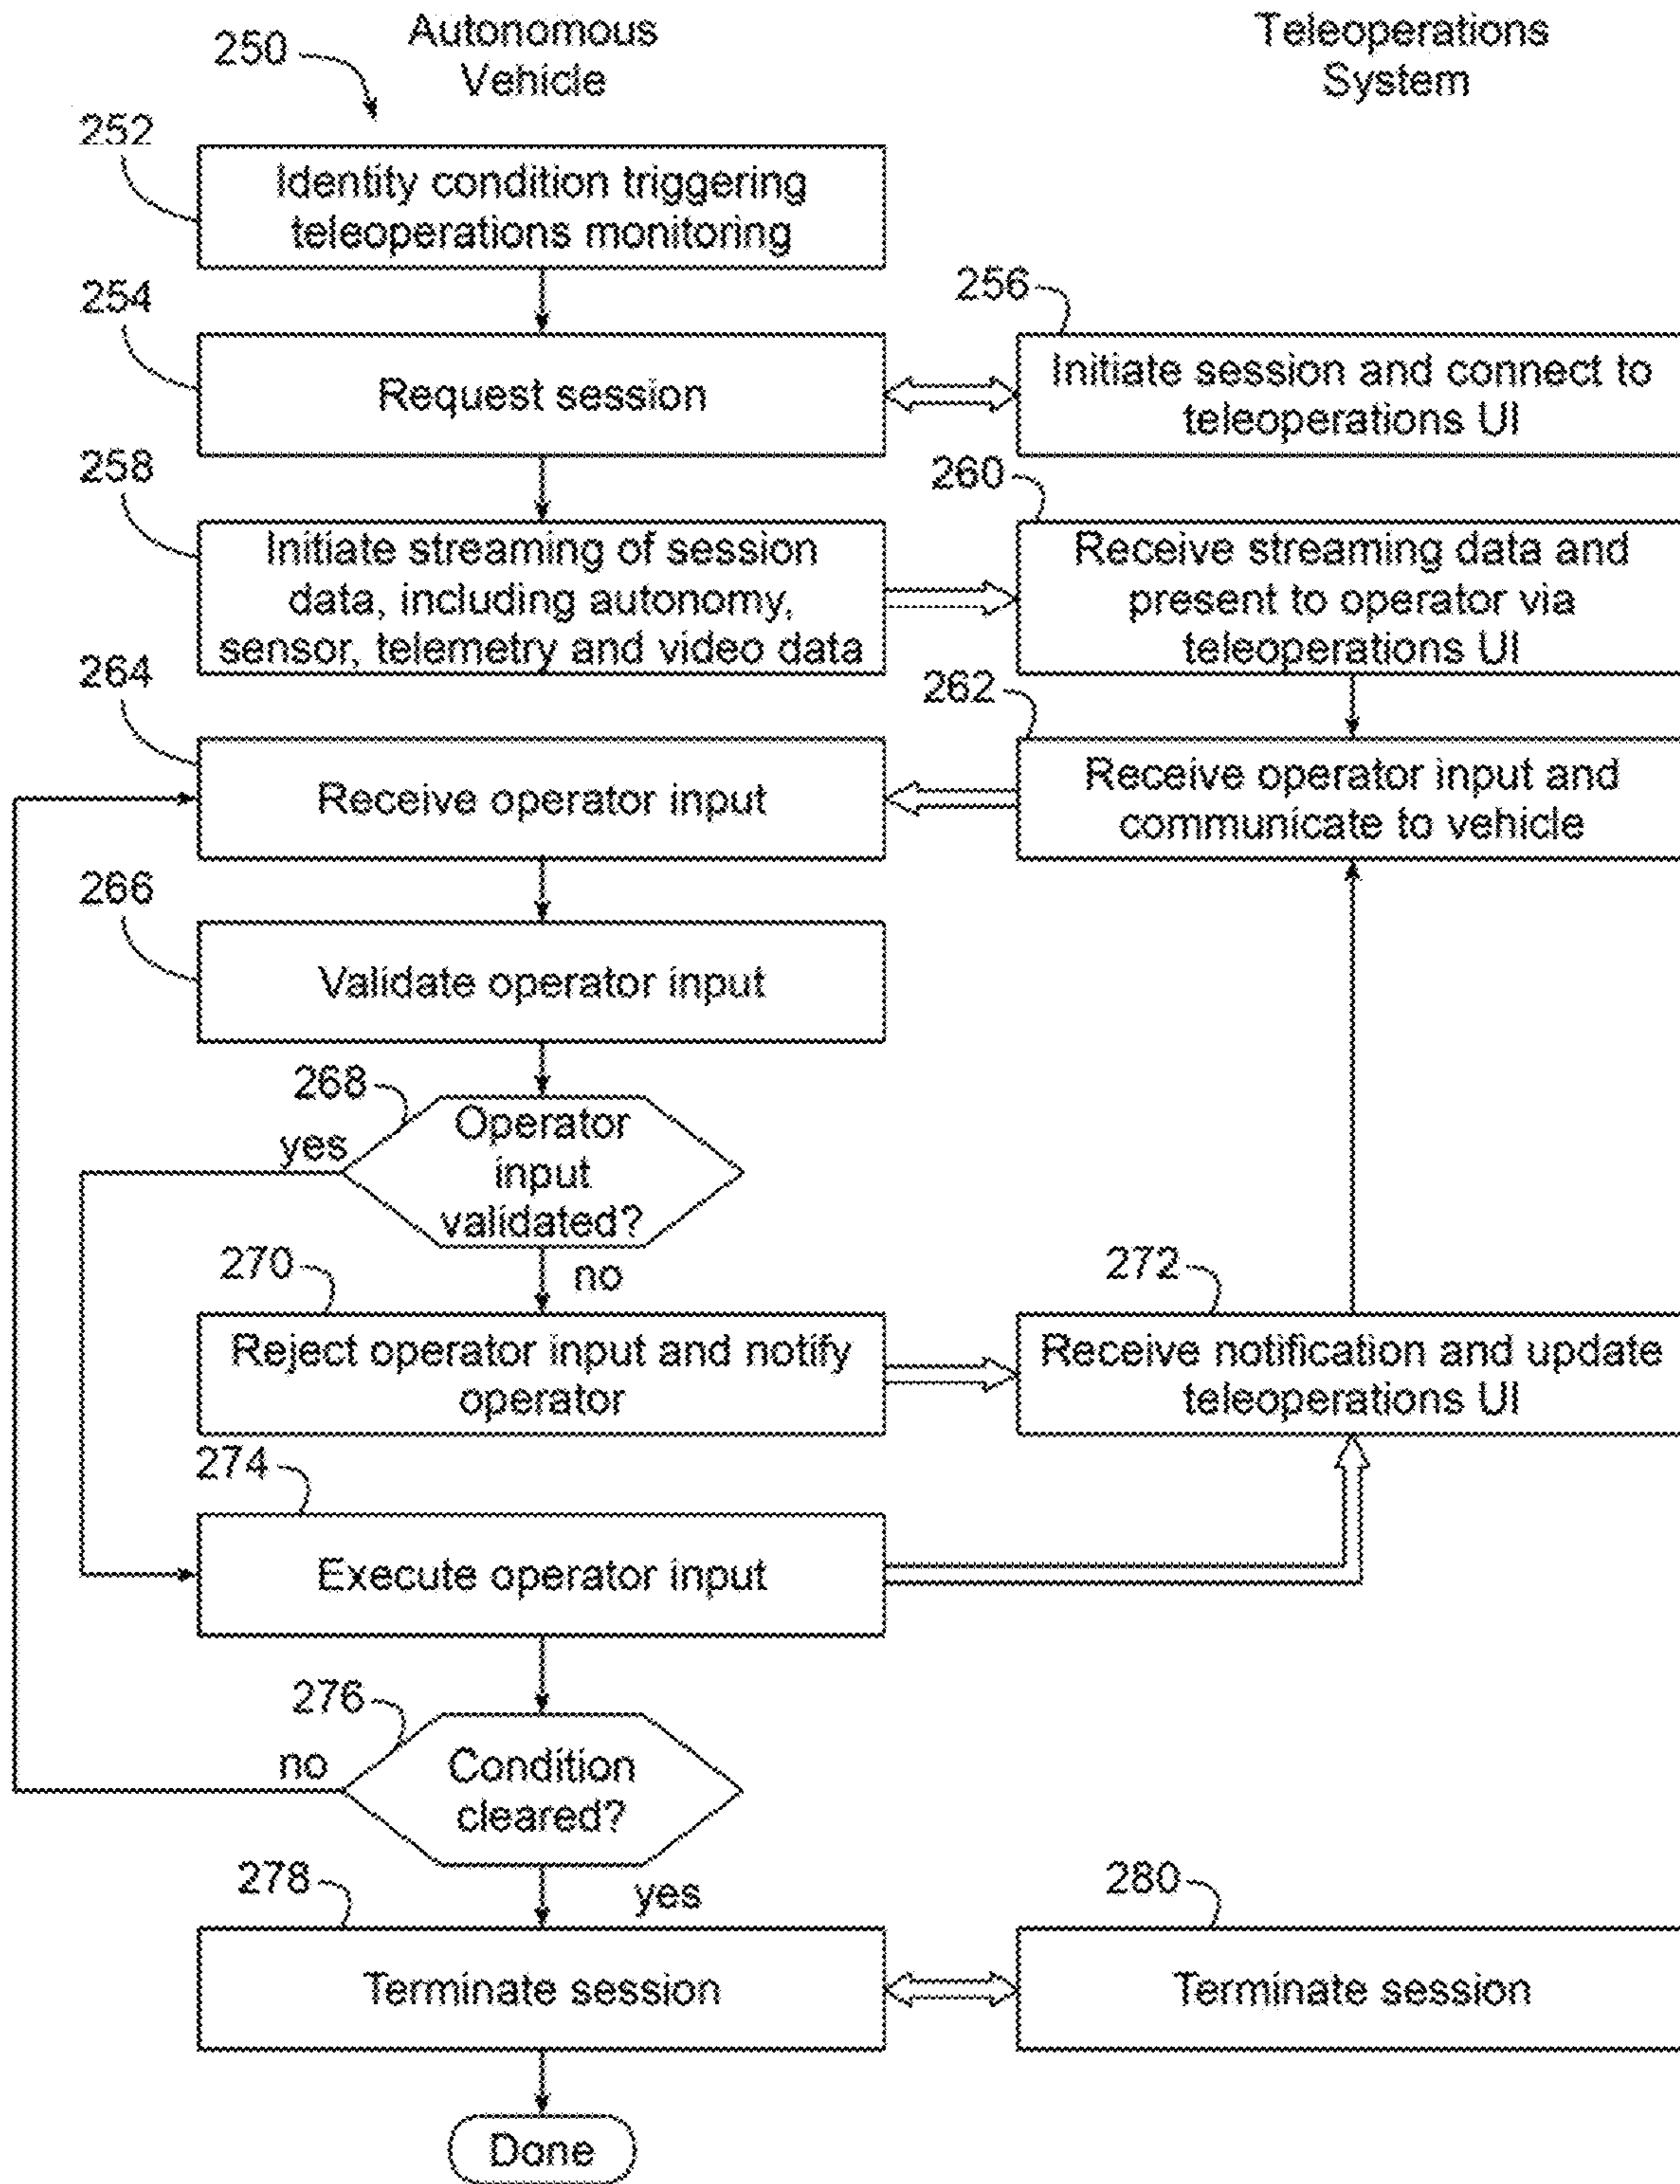 Autonomous
Vehicle
Teleoperations
System
250
252
Identity condition triggering
teleoperations monitoring
254
Request session
256
Initiate session and connect to
teleoperations UI
258
Initiate streaming of session
data, including autonomy,
sensor, telemetry and video data
260
Receive streaming data and
present to operator via
teleoperations UI
262
Receive operator input and
communicate to vehicle
264
Receive operator input
266
Validate operator input
268
Operator
input
validated?
yes
no
270
Reject operator input and notify
operator
272
Receive notification and update
teleoperations UI
274
Execute operator input
276
Condition
cleared?
no
yes
278
Terminate session
280
Terminate session
Done